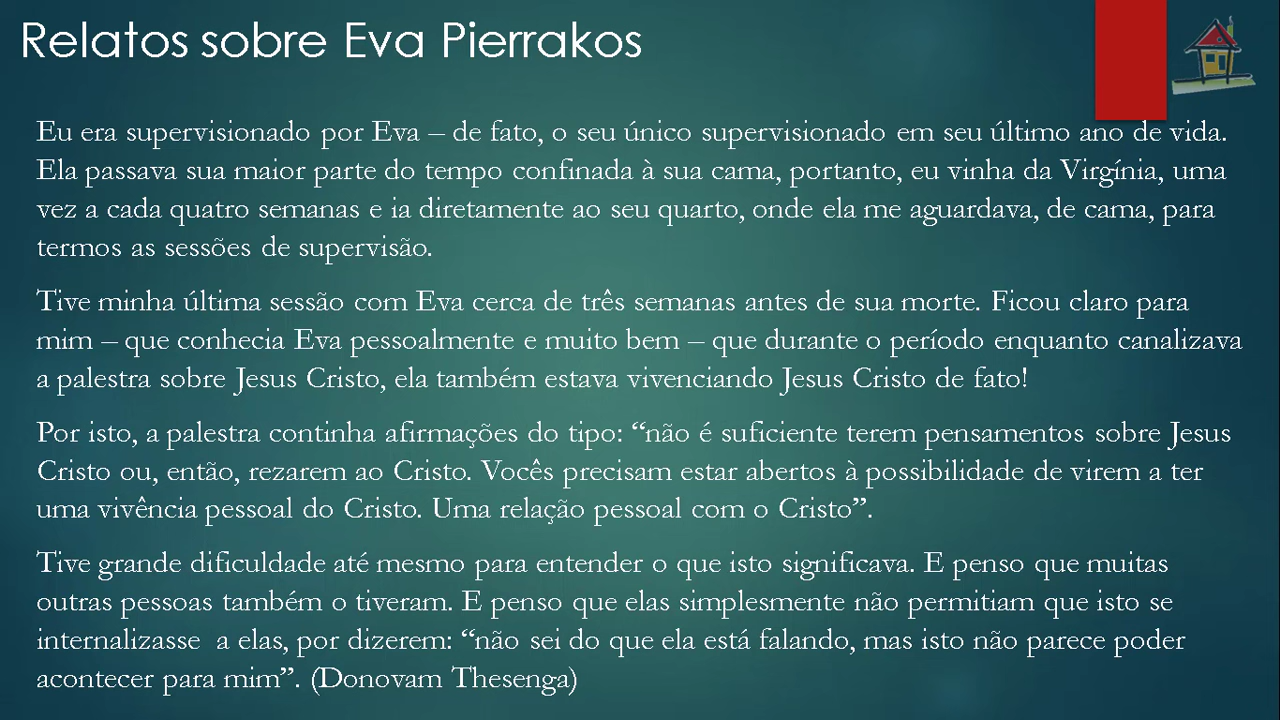 Relatos sobre Eva Pierrakos
Eu era supervisionado por Eva – de fato, o seu único supervisionado em seu último ano de vida.
Ela passava sua maior parte do tempo confinada à sua cama, portanto, eu vinha da Virgínia, uma
vez a cada quatro semanas e ia diretamente ao seu quarto, onde ela me aguardava, de cama, para
termos as sessões de supervisão.
Tive minha última sessão com Eva cerca de três semanas antes de sua morte. Ficou claro para
mim – que conhecia Eva pessoalmente e muito bem – que durante o período enquanto canalizava
a palestra sobre Jesus Cristo, ela também estava vivenciando Jesus Cristo de fato!
Por isto, a palestra continha afirmações do tipo: “não é suficiente terem pensamentos sobre Jesus
Cristo ou, então, rezarem ao Cristo. Vocês precisam estar abertos à possibilidade de virem a ter
uma vivência pessoal do Cristo. Uma relação pessoal com o Cristo”.
Tive grande dificuldade até mesmo para entender o que isto significava. E penso que muitas
outras pessoas também o tiveram. E penso que elas simplesmente não permitiam que isto se
internalizasse a elas, por dizerem: “não sei do que ela está falando, mas isto não parece poder
acontecer para mim”. (Donovam Thesenga)